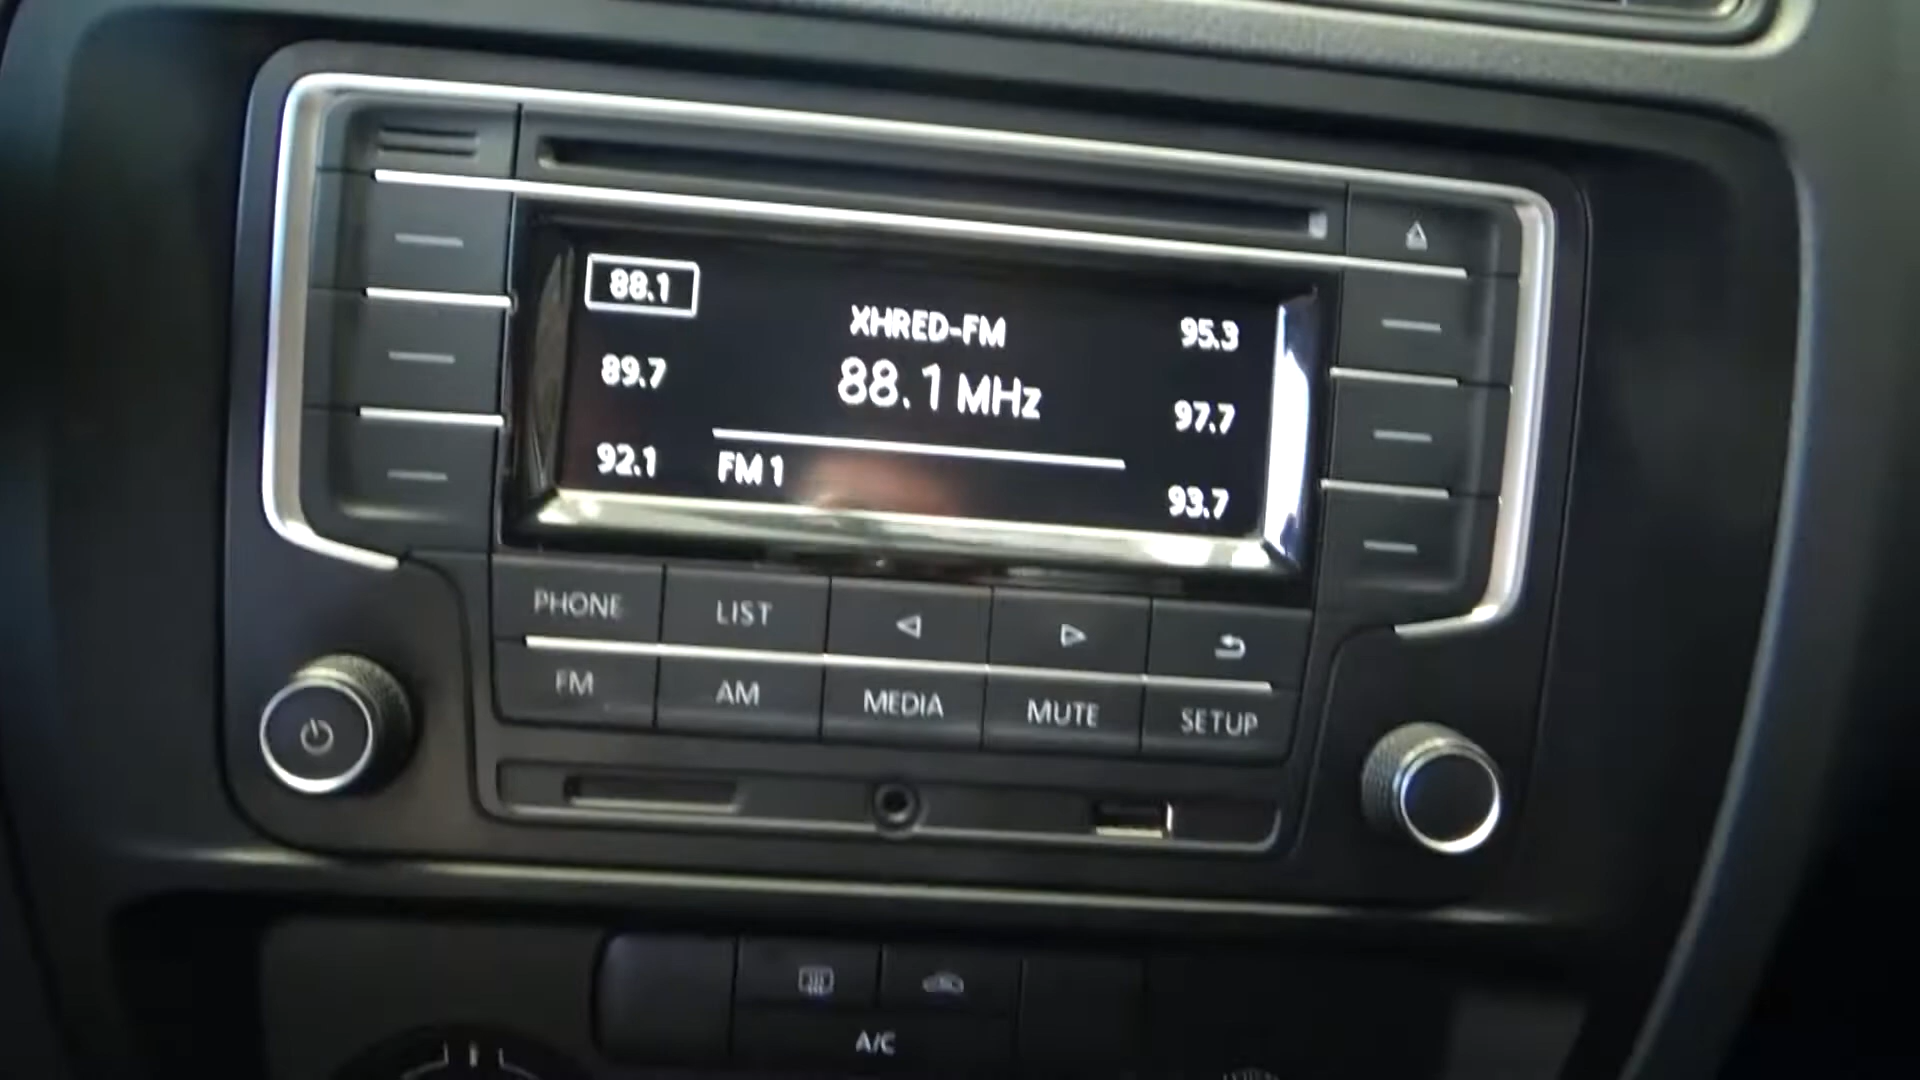 88.1
XHRED-FM
95.3
89.7
88.1 MHz
97.7
92.1
FM 1
93.7
PHONE
LIST
FM
AM
MEDIA
MUTE
SETUP
A/C